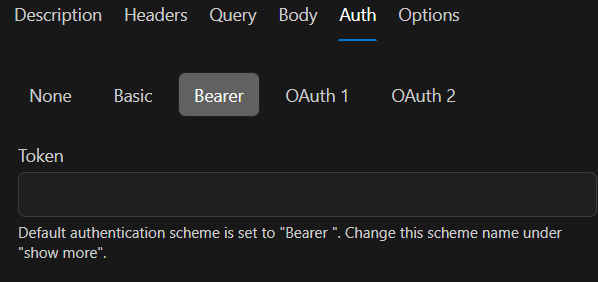 Description Headers Query Body Auth Options
None Basic Bearer OAuth 1 OAuth 2
Token
Default authentication scheme is set to "Bearer ". Change this scheme name under
"show more".